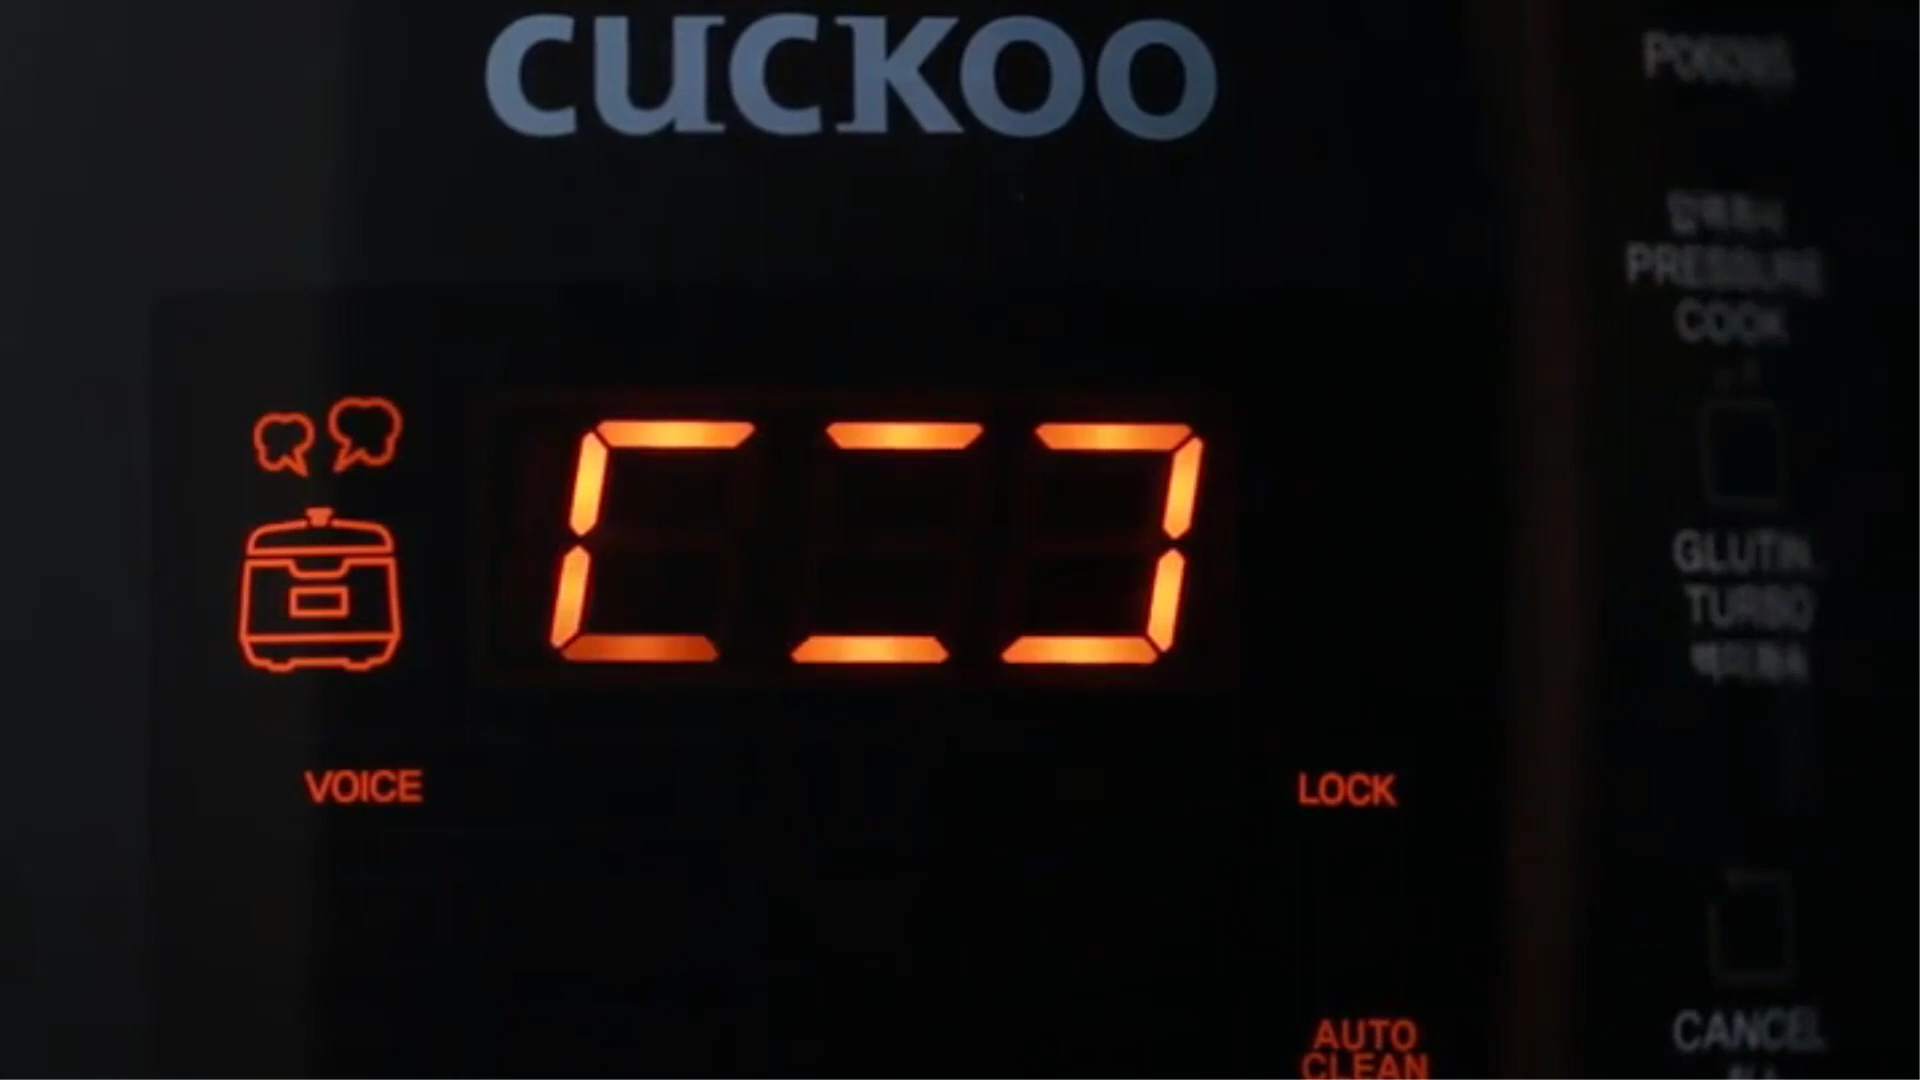 CUCKOO
PRESSURE
COOK
VOICE
LOCK
GLUTIN.
TURBO
AUTO
CLEAN
CANCEL